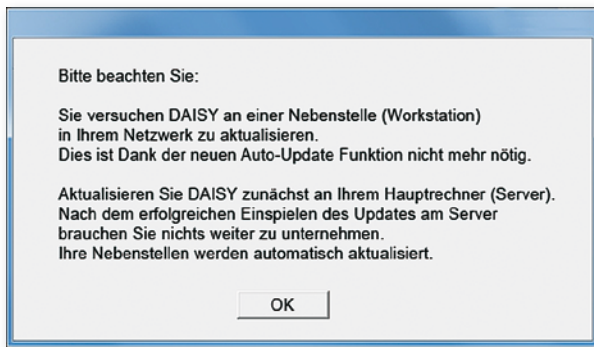 Bitte beachten Sie:
Sie versuchen DAISY an einer Nebenstelle (Workstation)
in Ihrem Netzwerk zu aktualisieren.
Dies ist Dank der neuen Auto-Update Funktion nicht mehr nötig.
Aktualisieren Sie DAISY zunächst an Ihrem Hauptrechner (Server).
Nach dem erfolgreichen Einspielen des Updates am Server
brauchen Sie nichts weiter zu unternehmen.
Ihre Nebenstellen werden automatisch aktualisiert.
OK